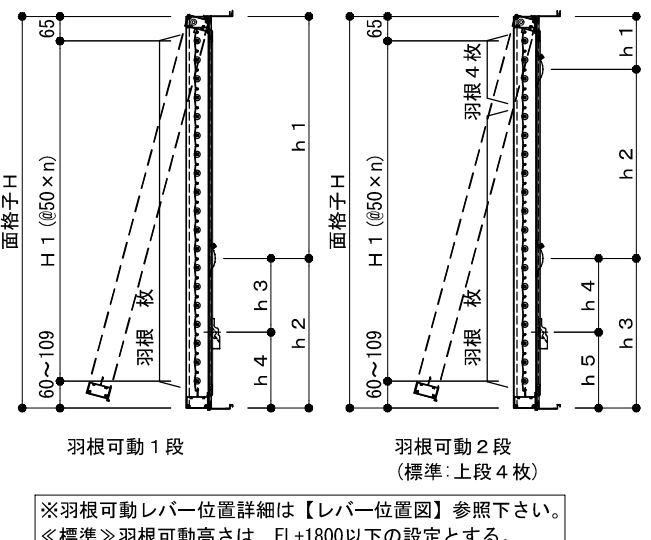 65
面格子H
H1(@50×n)
60～109
羽根　枚
h1
h3
h2
h4
65
面格子H
H1(@50×n)
60～109
羽根4枚
羽根　枚
h1
h2
h4
h3
h5
羽根可動1段
羽根可動2段
(標準:上段4枚)
※羽根可動レバー位置詳細は【レバー位置図】参照下さい。
≪標準≫羽根可動高さは、FL+1800以下の設定とする。